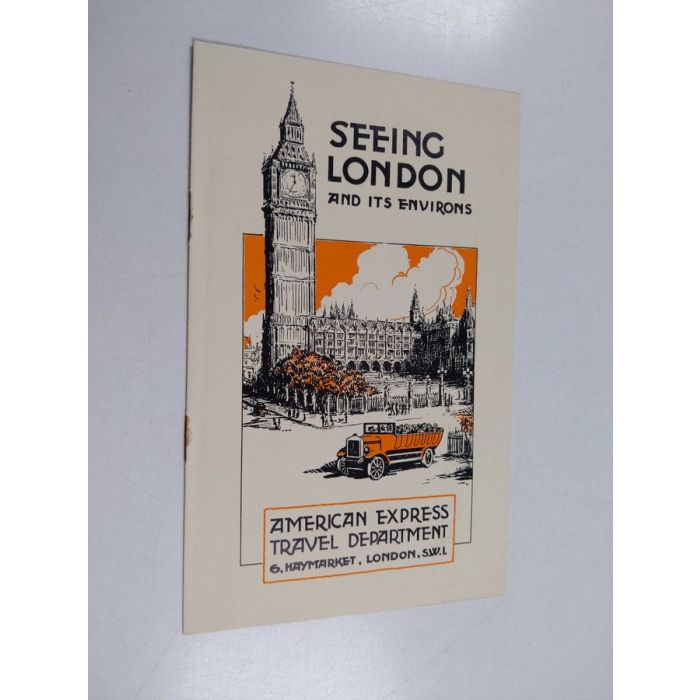 SEEING
LONDON
AND ITS ENVIRONS
AMERICAN EXPRESS
TRAVEL DEPARTMENT
6, HAYMARKET, LONDON. S.W.1.